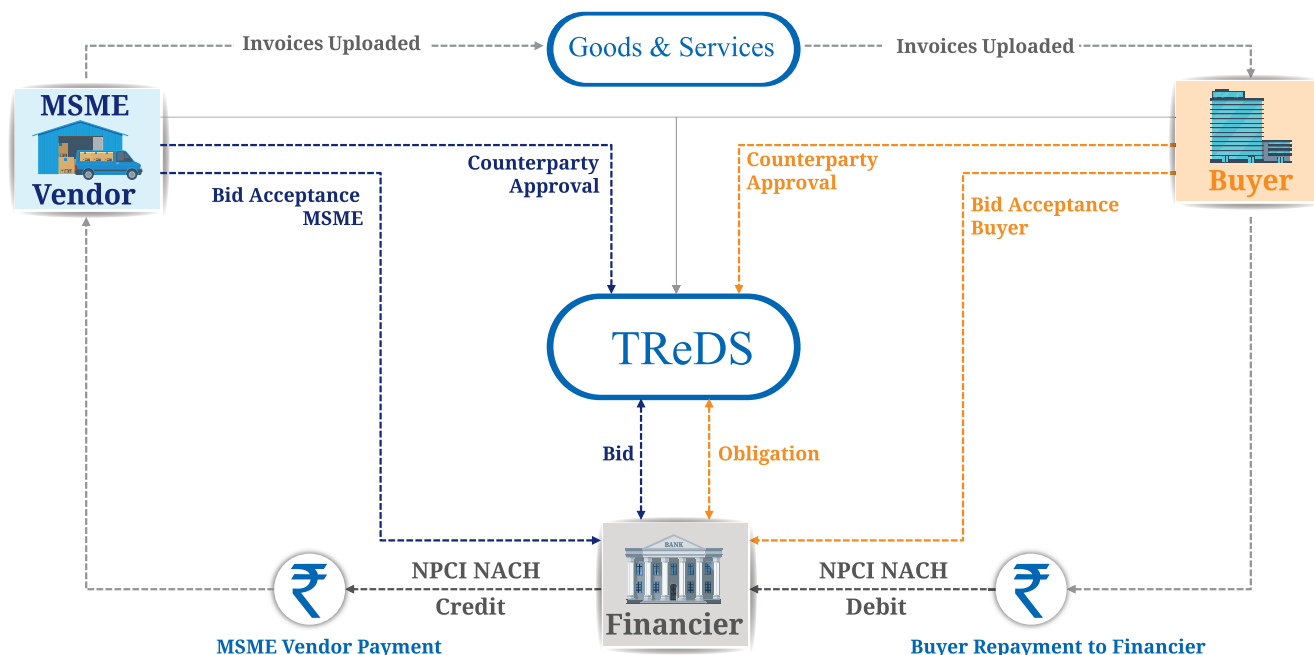 Invoices Uploaded
Goods & Services
Invoices Uploaded
MSME
Vendor
Buyer
Counterparty
Approval
Counterparty
Approval
Bid Acceptance
MSME
Bid Acceptance
Buyer
TReDS
Bid
Obligation
BANK
Financier
NPCI NACH
Credit
NPCI NACH
Debit
₹
₹
MSME Vendor Payment
Buyer Repayment to Financier